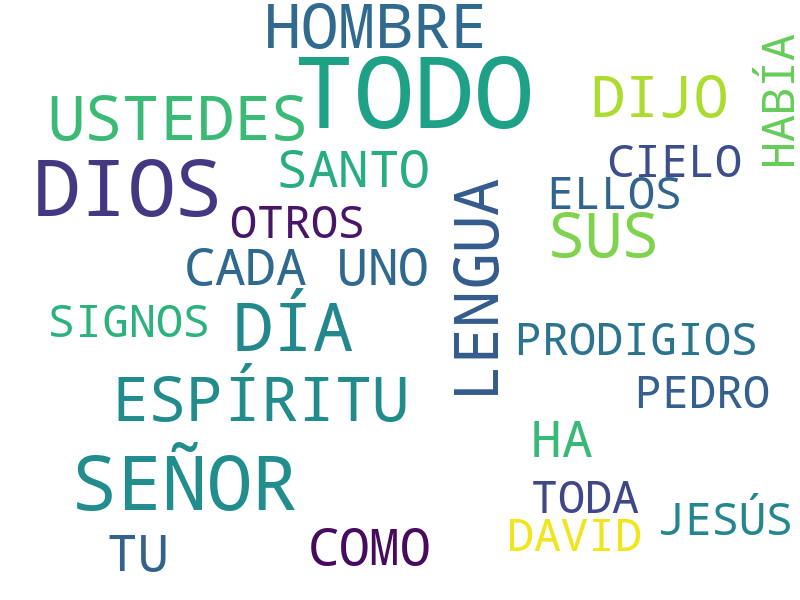 HOMBRE
TODO
DIJO
HABÍA
USTEDES
SANTO
CIELO
DIOS
ELLOS
OTROS
SUS
LENGUA
CADA UNO
SIGNOS
DÍA
PRODIGIOS
ESPÍRITU
PEDRO
HA
SEÑOR
TODA
JESÚS
DAVID
TU
COMO